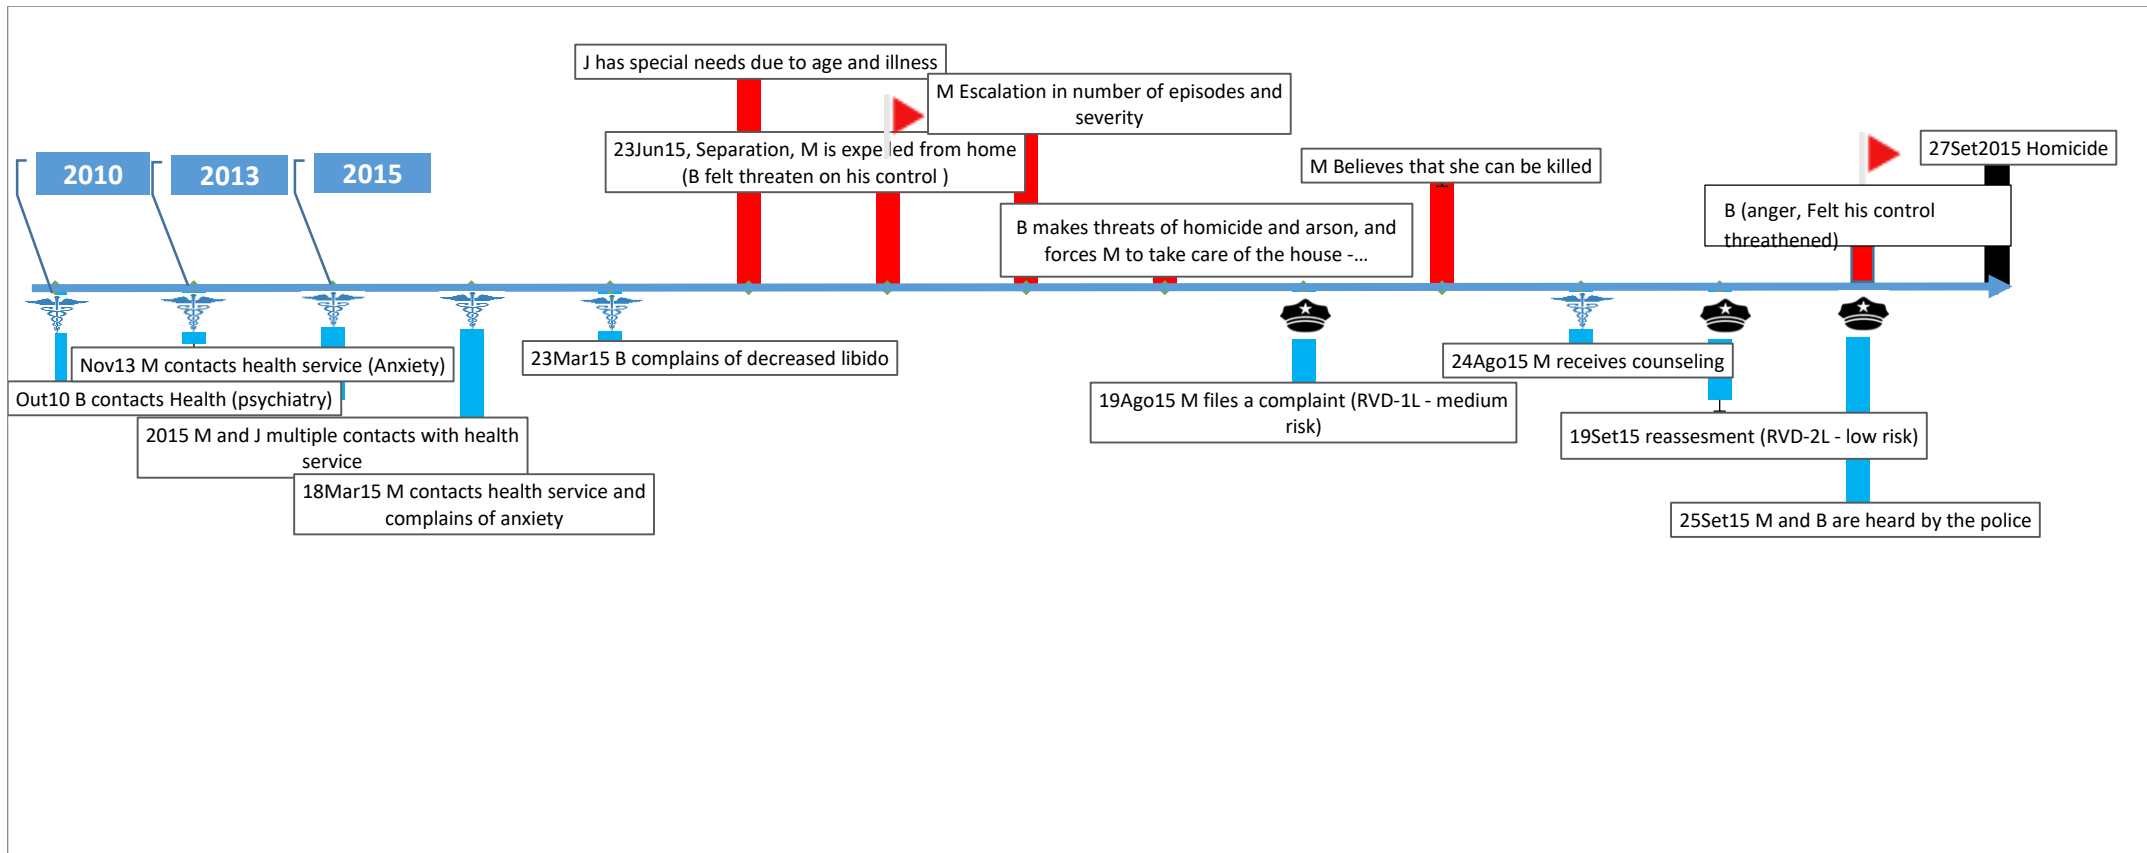 J has special needs due to age and illness
M Escalation in number of episodes and
severity
23Jun15, Separation, M is expelled from home
(B felt threaten on his control )
2010
2013
2015
M Believes that she can be killed
27Set2015 Homicide
B makes threats of homicide and arson, and
forces M to take care of the house -...
B (anger, Felt his control
threathened)
Nov13 M contacts health service (Anxiety)
Out10 B contacts Health (psychiatry)
2015 M and J multiple contacts with health
service
18Mar15 M contacts health service and
complains of anxiety
23Mar15 B complains of decreased libido
19Ago15 M files a complaint (RVD-1L - medium
risk)
24Ago15 M receives counseling
19Set15 reassesment (RVD-2L - low risk)
25Set15 M and B are heard by the police